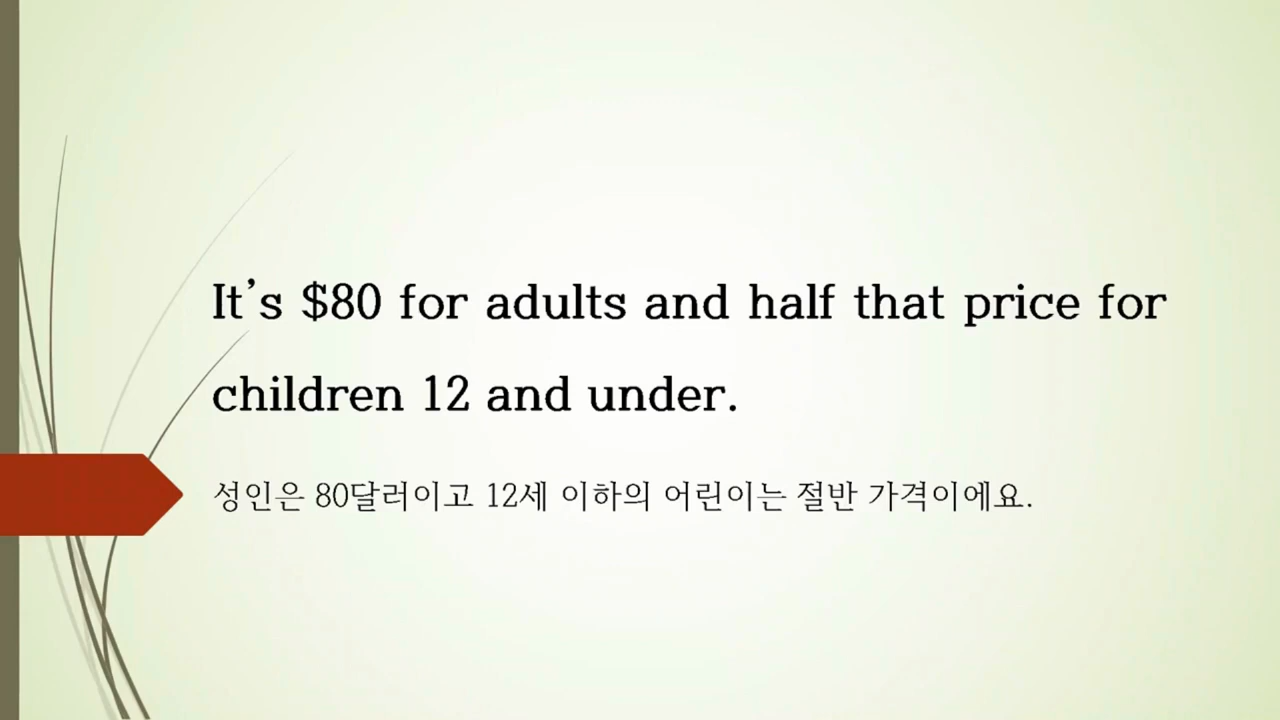 It's $80 for adults and half that price for
children 12 and under.
성인은 80달러이고 12세 이하의 어린이는 절반 가격이에요.